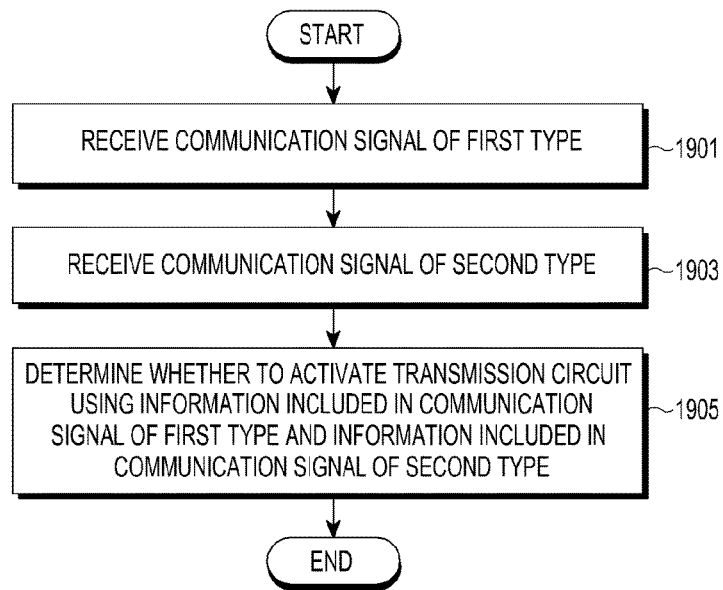 START
RECEIVE COMMUNICATION SIGNAL OF FIRST TYPE
1901
RECEIVE COMMUNICATION SIGNAL OF SECOND TYPE
1903
DETERMINE WHETHER TO ACTIVATE TRANSMISSION CIRCUIT
USING INFORMATION INCLUDED IN COMMUNICATION
SIGNAL OF FIRST TYPE AND INFORMATION INCLUDED IN
COMMUNICATION SIGNAL OF SECOND TYPE
1905
END